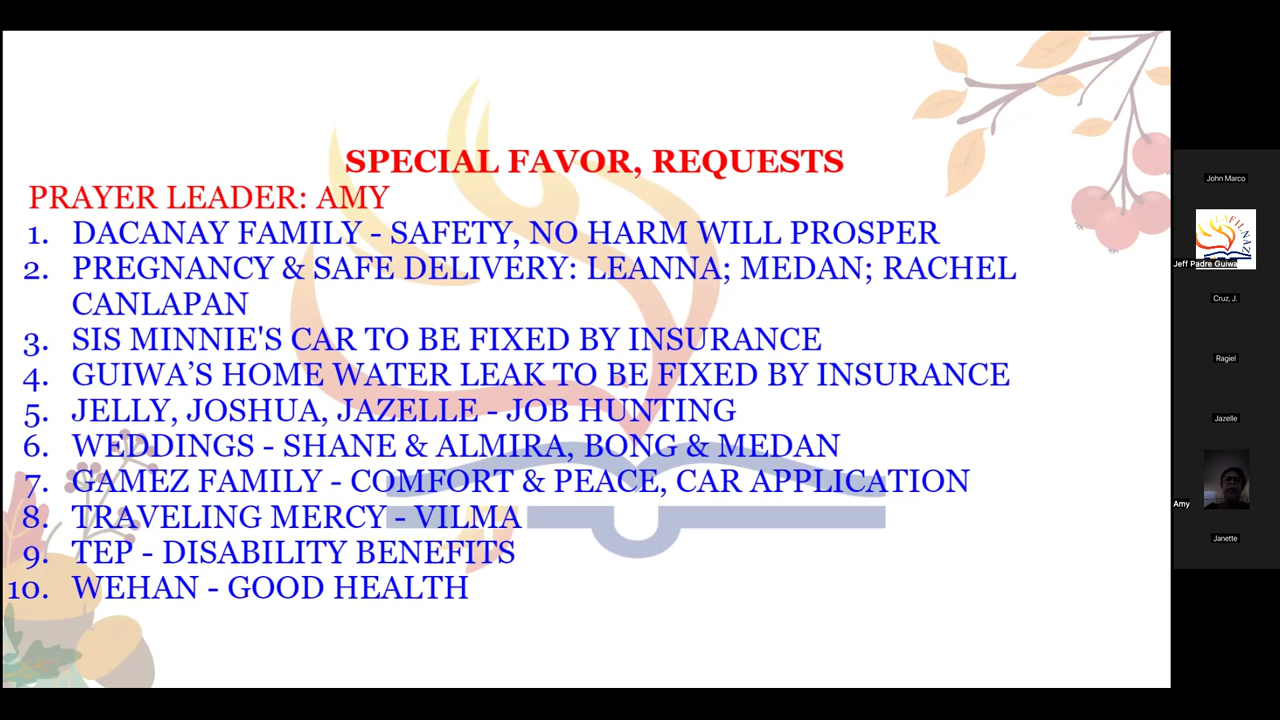 SPECIAL FAVOR, REQUESTS
PRAYER LEADER: AMY
1. DACANAY FAMILY - SAFETY, NO HARM WILL PROSPER
2. PREGNANCY & SAFE DELIVERY: LEANNA; MEDAN; RACHEL
CANLAPAN
3. SIS MINNIE'S CAR TO BE FIXED BY INSURANCE
4. GUIWA’S HOME WATER LEAK TO BE FIXED BY INSURANCE
5. JELLY, JOSHUA, JAZELLE - JOB HUNTING
6. WEDDINGS - SHANE & ALMIRA, BONG & MEDAN
7. GAMEZ FAMILY - COMFORT & PEACE, CAR APPLICATION
8. TRAVELING MERCY - VILMA
9. TEP - DISABILITY BENEFITS
10. WEHAN - GOOD HEALTH
John Marco
Jeff Padre Guiwa
Cruz, J.
Ragiel
Jazelle
Amy
Janette